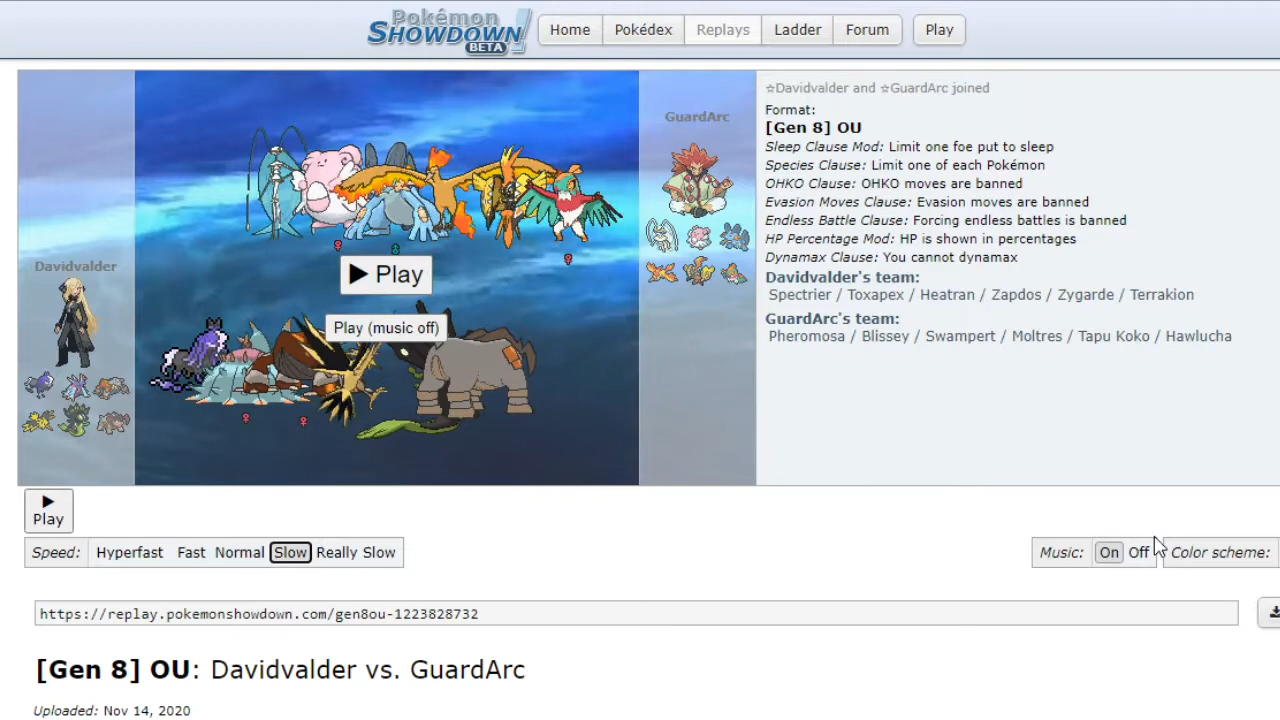 Pokémon
SHOWDOWN!
BETA
Home
Pokédex
Replays
Ladder
Forum
Play
GuardArc
Davidvalder
▶ Play
Play (music off)
☆Davidvalder and ☆GuardArc joined
Format:
[Gen 8] OU
Sleep Clause Mod: Limit one foe put to sleep
Species Clause: Limit one of each Pokémon
OHKO Clause: OHKO moves are banned
Evasion Moves Clause: Evasion moves are banned
Endless Battle Clause: Forcing endless battles is banned
HP Percentage Mod: HP is shown in percentages
Dynamax Clause: You cannot dynamax
Davidvalder's team:
Spectrier / Toxapex / Heatran / Zapdos / Zygarde / Terrakion
GuardArc's team:
Pheromosa / Blissey / Swampert / Moltres / Tapu Koko / Hawlucha
▶
Play
Speed: Hyperfast Fast Normal Slow Really Slow
Music: On Off
Color scheme:
https://replay.pokemonshowdown.com/gen8ou-1223828732
[Gen 8] OU: Davidvalder vs. GuardArc
Uploaded: Nov 14, 2020